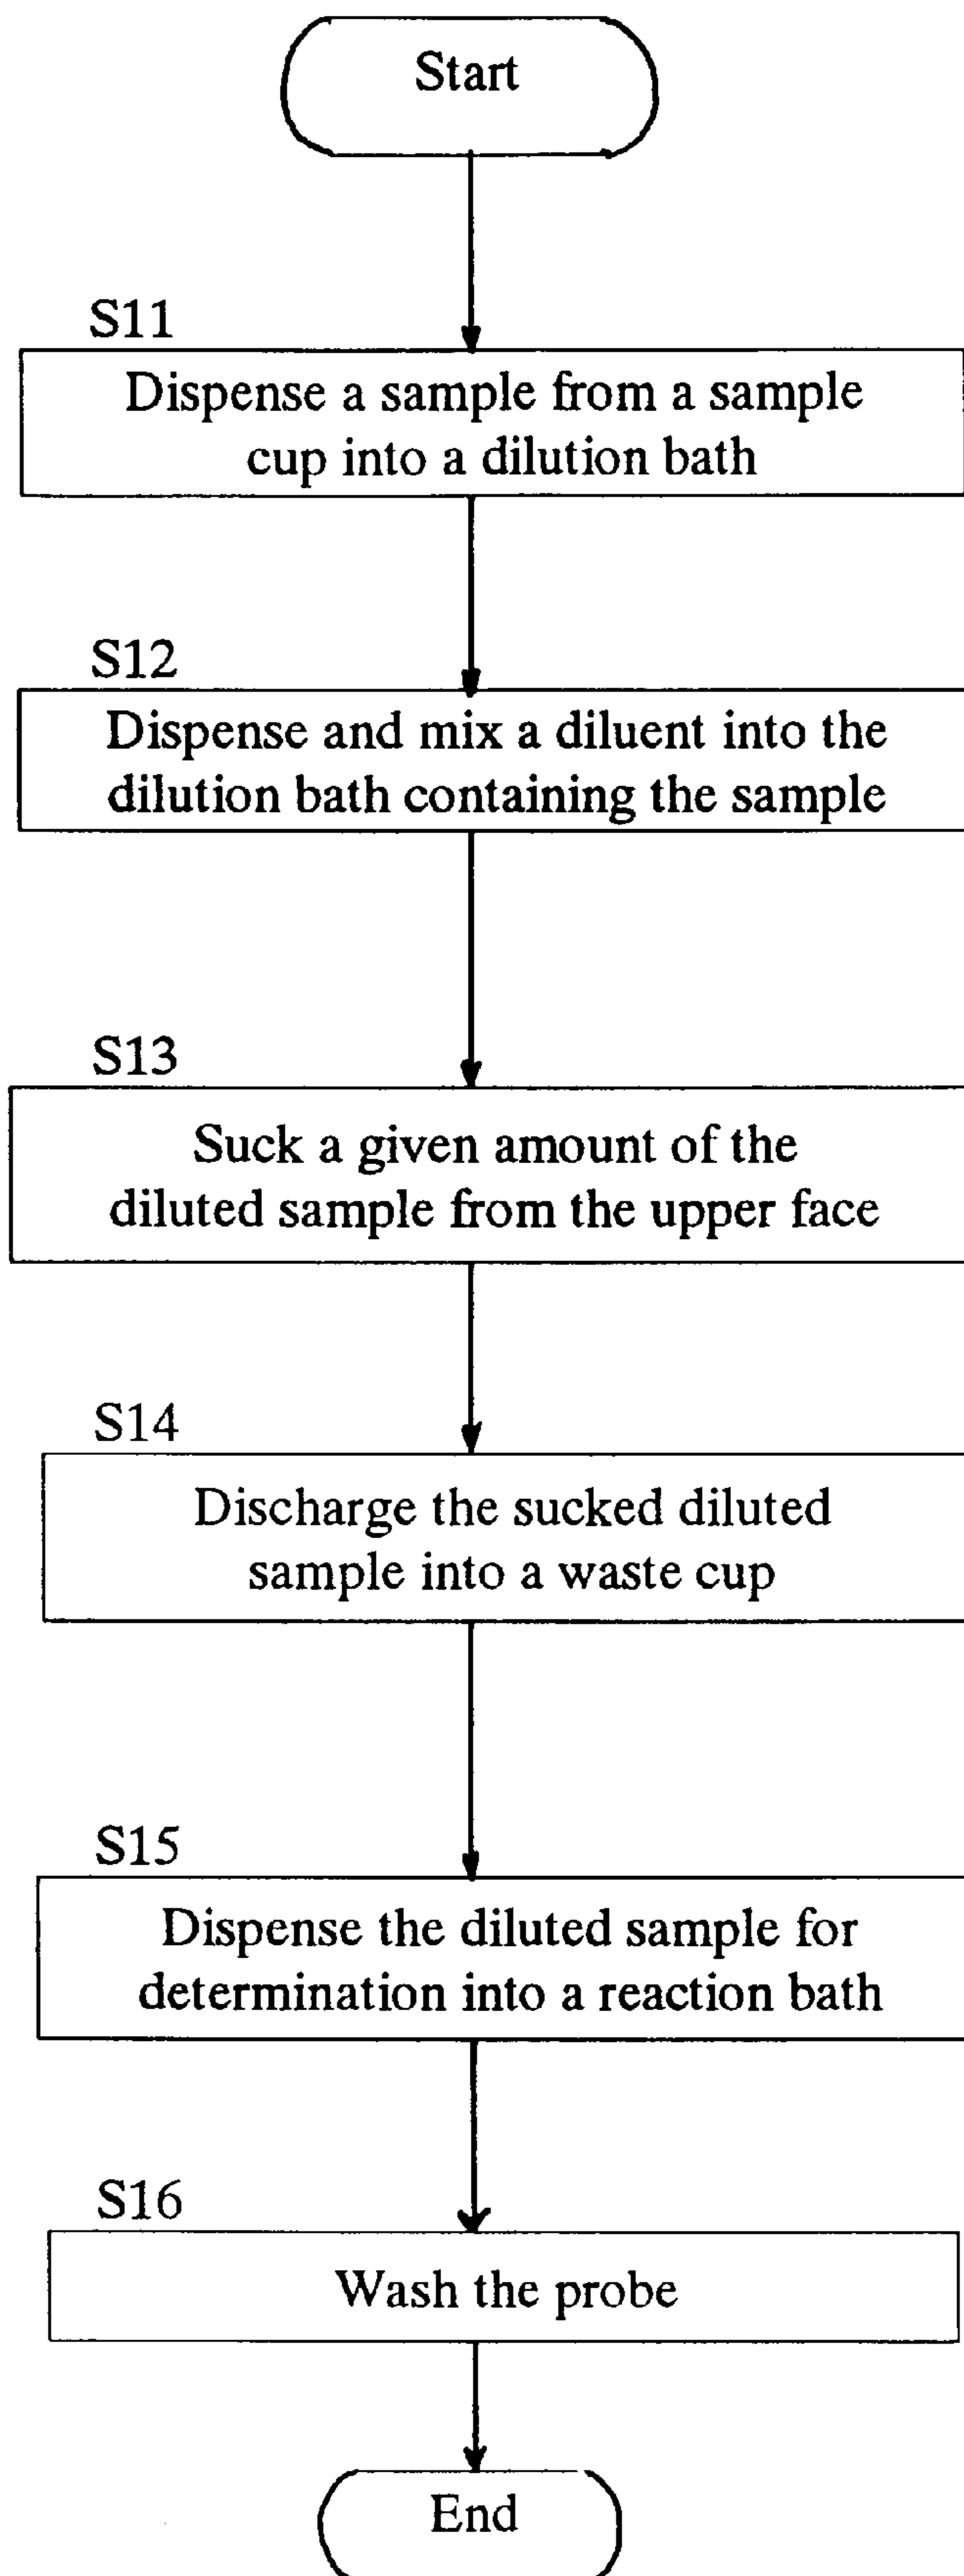 Start
S11
Dispense a sample from a sample
cup into a dilution bath
S12
Dispense and mix a diluent into the
dilution bath containing the sample
S13
Suck a given amount of the
diluted sample from the upper face
S14
Discharge the sucked diluted
sample into a waste cup
S15
Dispense the diluted sample for
determination into a reaction bath
S16
Wash the probe
End